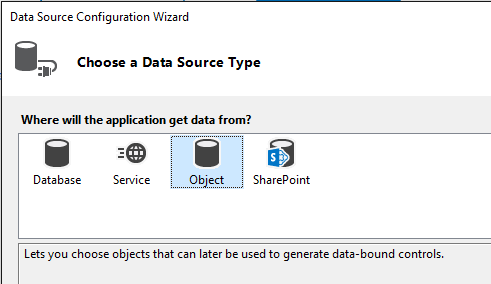 Data Source Configuration Wizard
Choose a Data Source Type
Where will the application get data from?
Database Service Object SharePoint
Lets you choose objects that can later be used to generate data-bound controls.